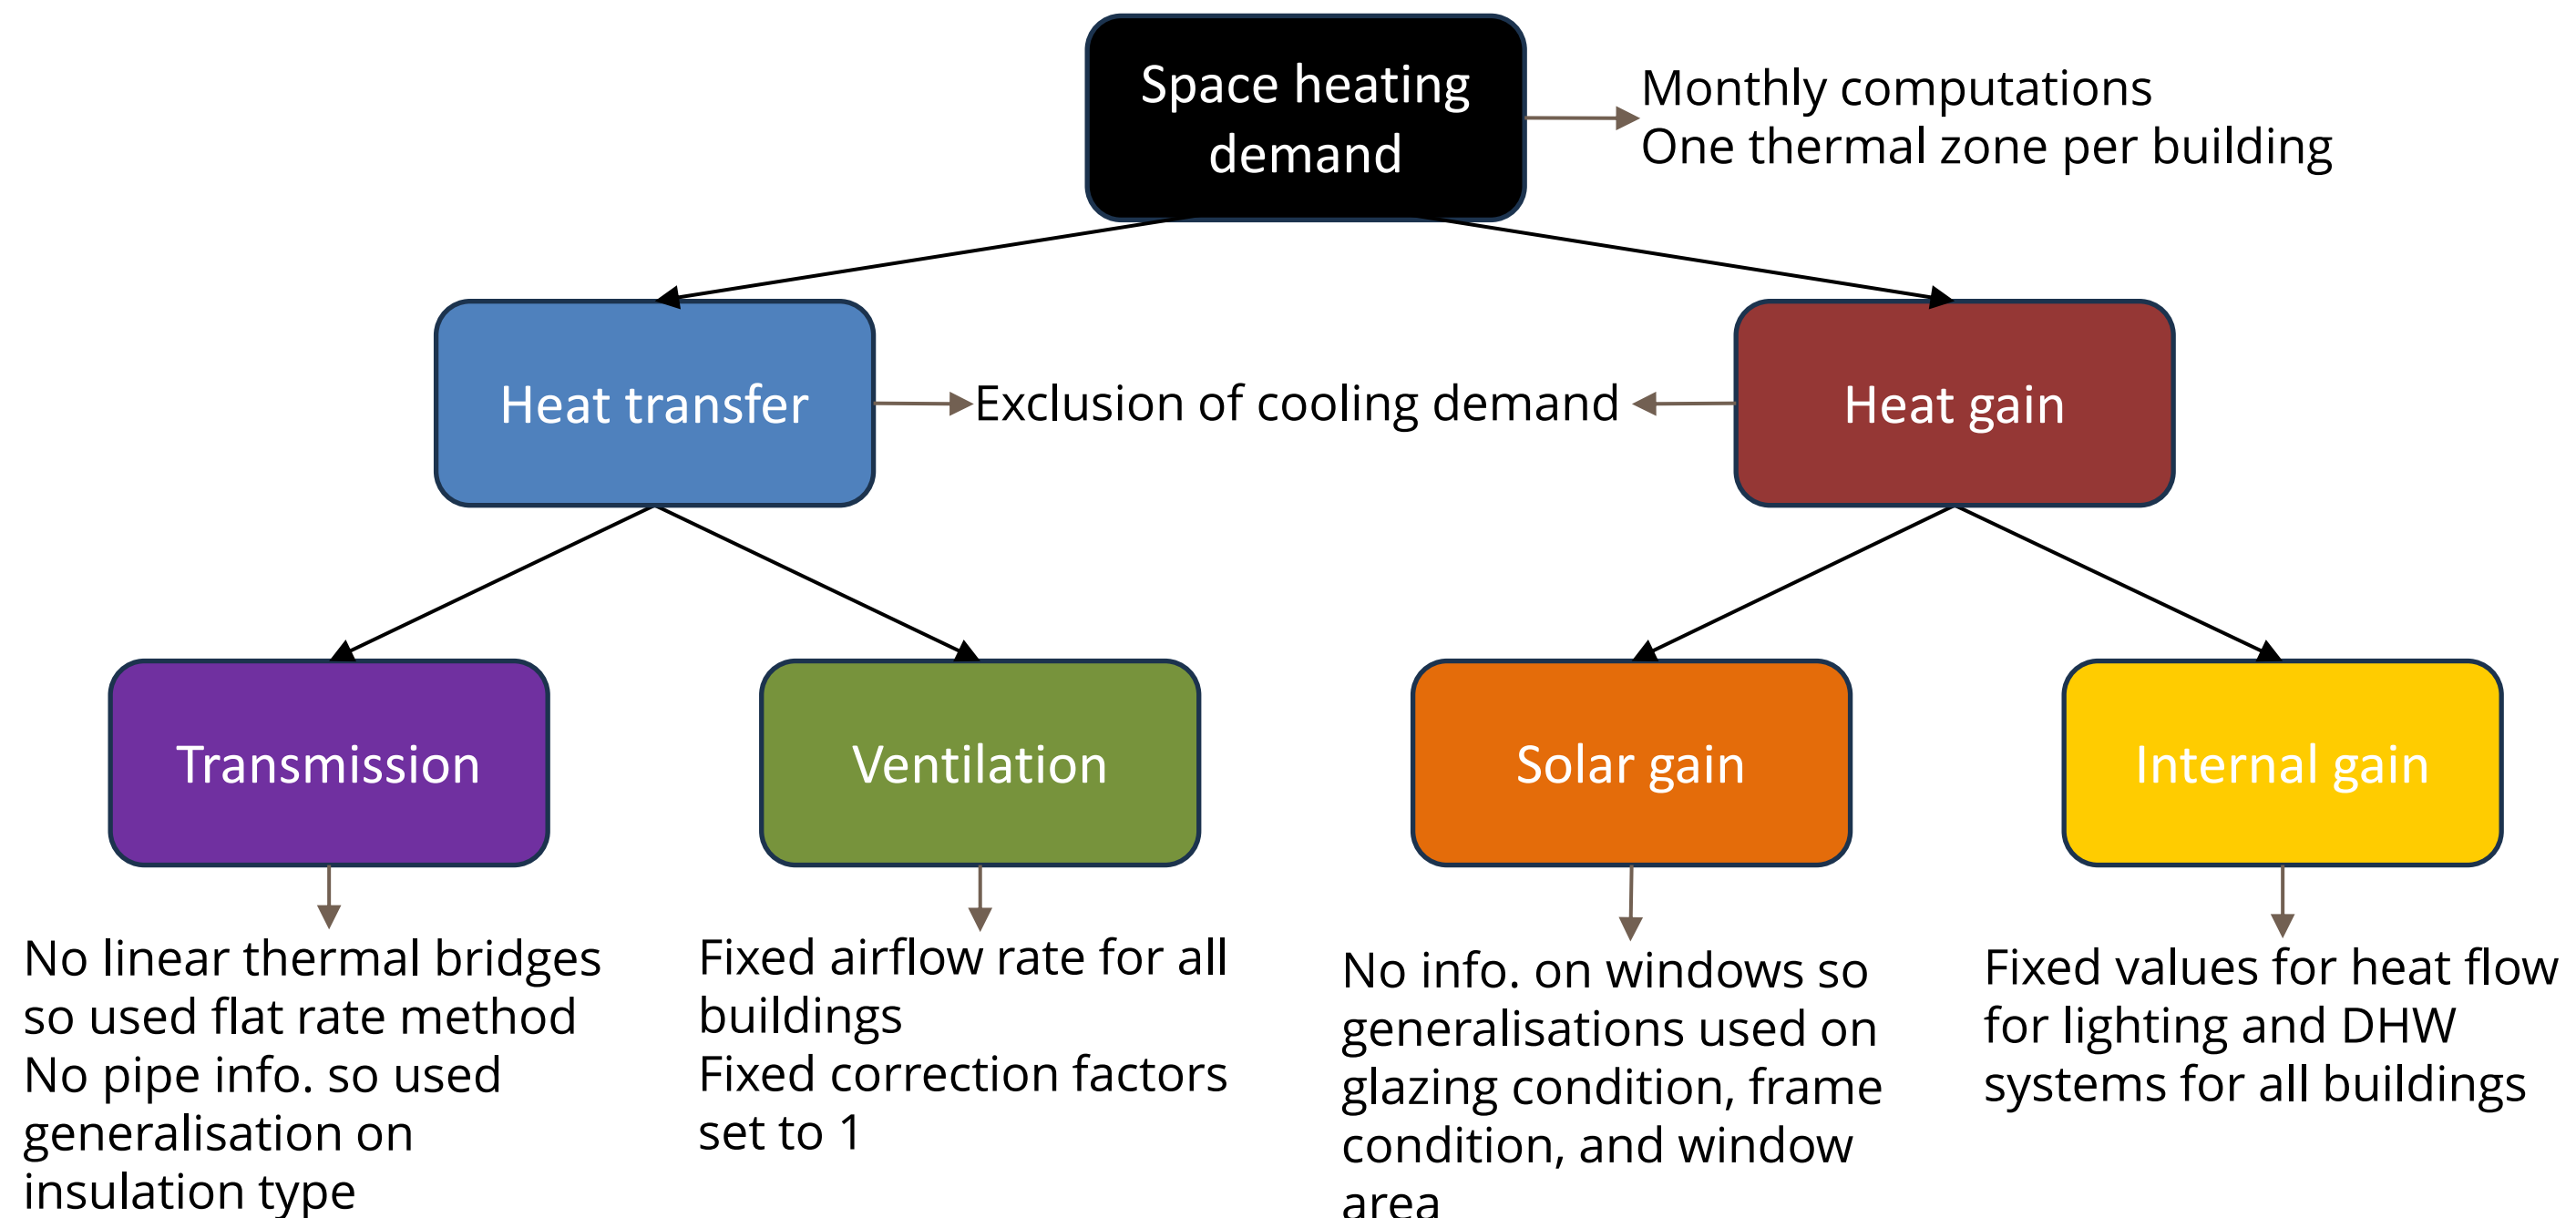 Space heating
demand
Monthly computations
One thermal zone per building
Heat transfer
Exclusion of cooling demand
Heat gain
Transmission
Ventilation
Solar gain
Internal gain
No linear thermal bridges
so used flat rate method
No pipe info. so used
generalisation on
insulation type
Fixed airflow rate for all
buildings
Fixed correction factors
set to 1
No info. on windows so
generalisations used on
glazing condition, frame
condition, and window
area
Fixed values for heat flow
for lighting and DHW
systems for all buildings